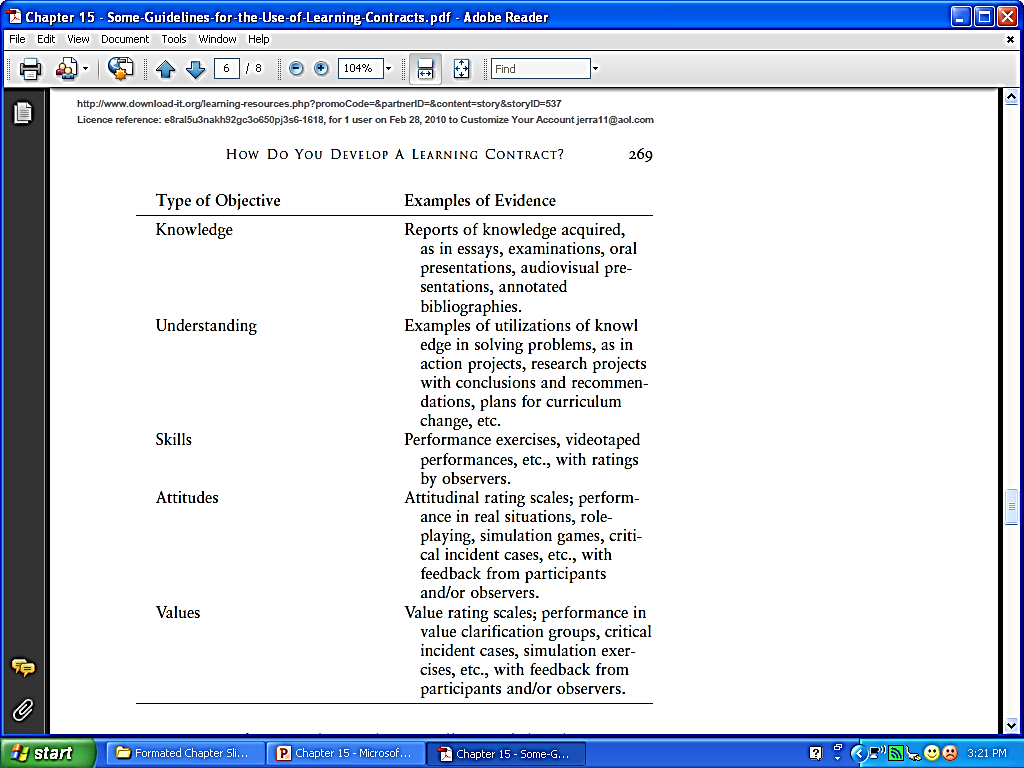 Chapter 15 - Some-Guidelines-for-the-Use-of-Learning-Contracts.pdf - Adobe Reader
File Edit View Document Tools Window Help
6 / 8 104% Find
http://www.download-it.org/learning-resources.php?promoCode=&partnerID=&content=story&storyID=537
Licence reference: e8ral5u3nakh92gc3o650pj3s6-1618, for 1 user on Feb 28, 2010 to Customize Your Account jerra11@aol.com
How Do You Develop A Learning Contract? 269
Type of Objective Examples of Evidence
Knowledge Reports of knowledge acquired,
as in essays, examinations, oral
presentations, audiovisual pre-
sentations, annotated
bibliographies.
Understanding Examples of utilizations of knowl
edge in solving problems, as in
action projects, research projects
with conclusions and recommen-
dations, plans for curriculum
change, etc.
Skills Performance exercises, videotaped
performances, etc., with ratings
by observers.
Attitudes Attitudinal rating scales; perform-
ance in real situations, role-
playing, simulation games, criti-
cal incident cases, etc., with
feedback from participants
and/or observers.
Values Value rating scales; performance in
value clarification groups, critical
incident cases, simulation exer-
cises, etc., with feedback from
participants and/or observers.
start Formated Chapter Sli... Chapter 15 - Microsof... Chapter 15 - Some-G... 3:21 PM